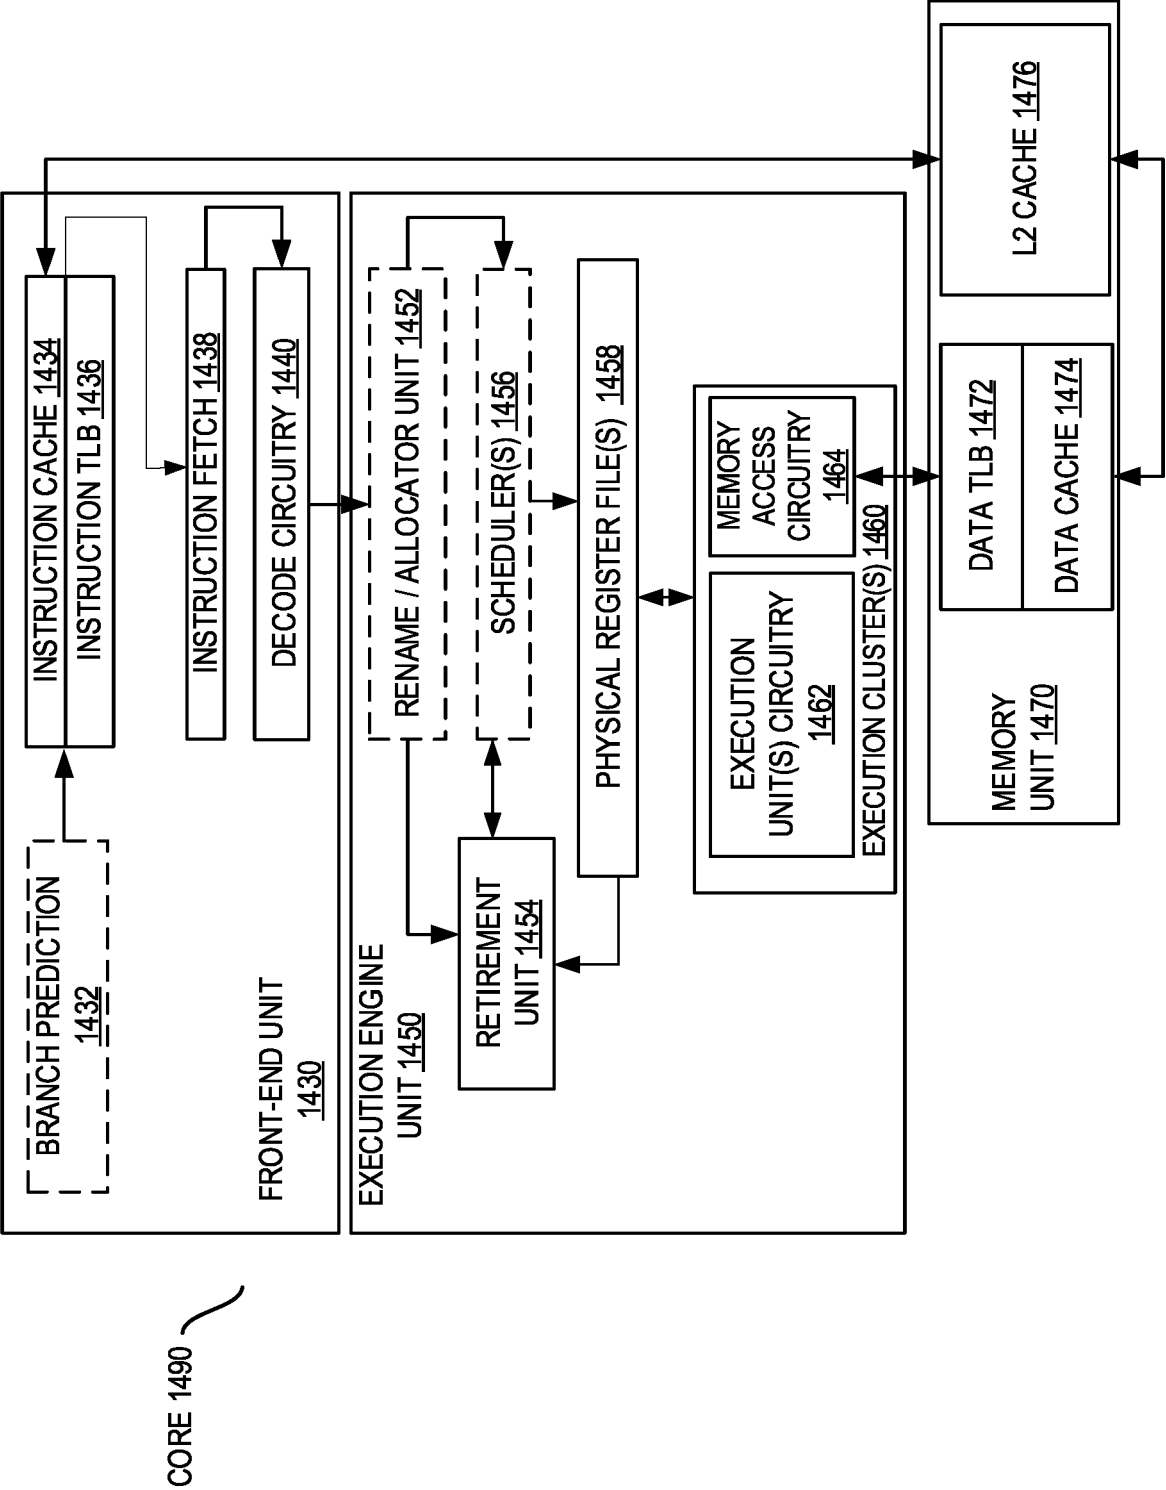 CORE 1490
BRANCH PREDICTION
1432
INSTRUCTION CACHE 1434
INSTRUCTION TLB 1436
INSTRUCTION FETCH 1438
DECODE CIRCUITRY 1440
FRONT-END UNIT
1430
EXECUTION ENGINE
UNIT 1450
RENAME / ALLOCATOR UNIT 1452
SCHEDULER(S) 1456
RETIREMENT
UNIT 1454
PHYSICAL REGISTER FILE(S) 1458
EXECUTION
UNIT(S) CIRCUITRY
1462
MEMORY
ACCESS
CIRCUITRY
1464
EXECUTION CLUSTER(S) 1460
MEMORY
UNIT 1470
DATA TLB 1472
DATA CACHE 1474
L2 CACHE 1476